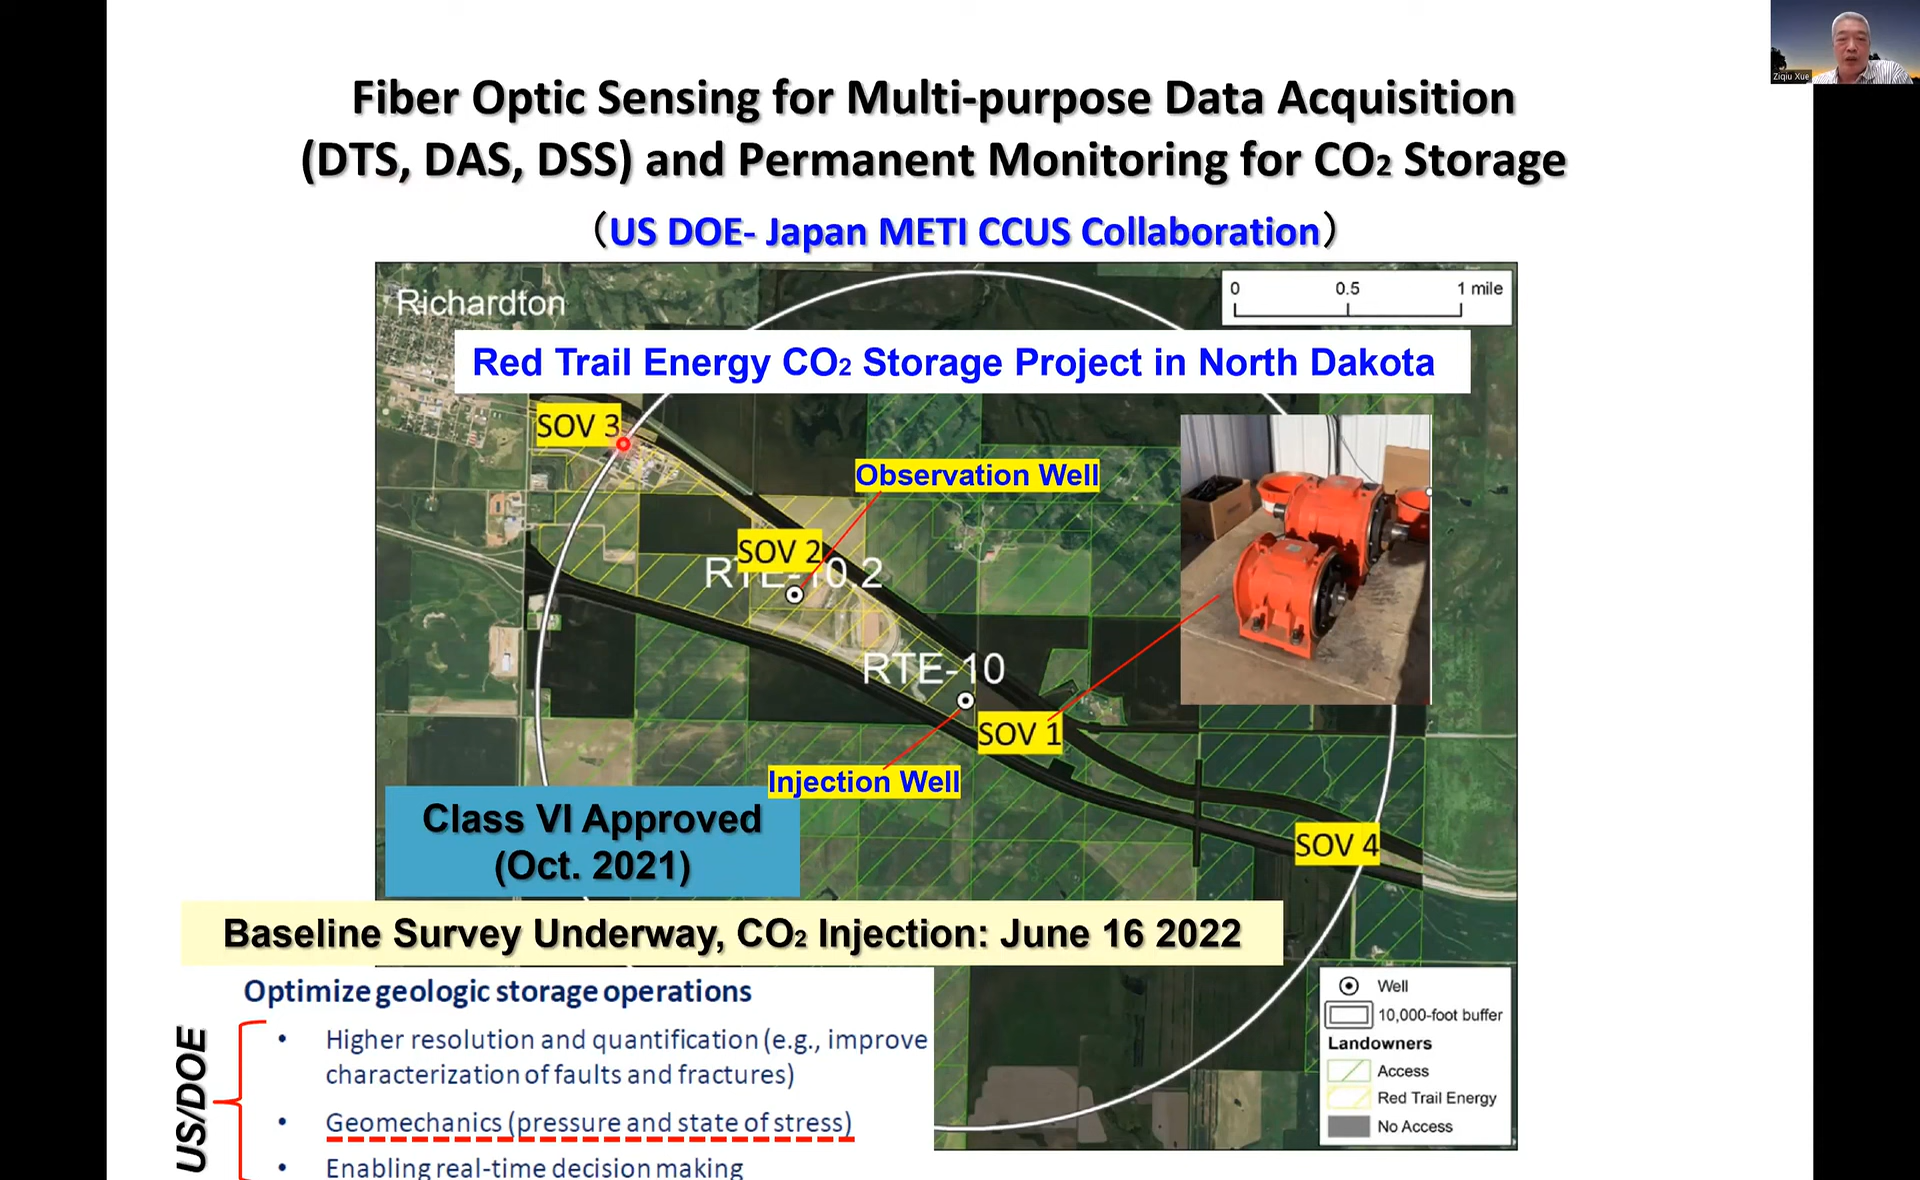 Ziqiu Xue
Fiber Optic Sensing for Multi-purpose Data Acquisition
(DTS, DAS, DSS) and Permanent Monitoring for CO2 Storage
（US DOE- Japan METI CCUS Collaboration）
Richardton
0 0.5 1 mile
Red Trail Energy CO2 Storage Project in North Dakota
SOV 3
Observation Well
SOV 2
RTE-10.2
RTE-10
SOV 1
Injection Well
Class VI Approved
(Oct. 2021)
SOV 4
Baseline Survey Underway, CO2 Injection: June 16 2022
Optimize geologic storage operations
US/DOE
• Higher resolution and quantification (e.g., improve
characterization of faults and fractures)
• Geomechanics (pressure and state of stress)
• Enabling real-time decision making
Well
10,000-foot buffer
Landowners
Access
Red Trail Energy
No Access